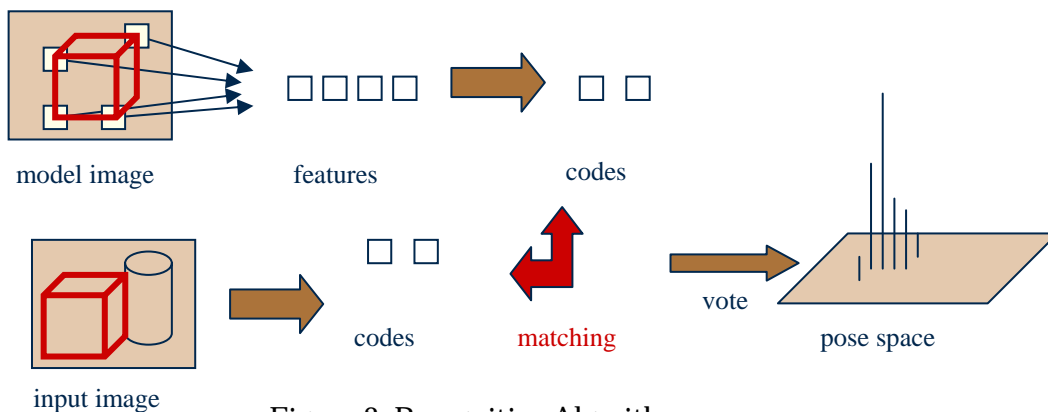 model image
features
codes
codes
matching
vote
pose space
input image